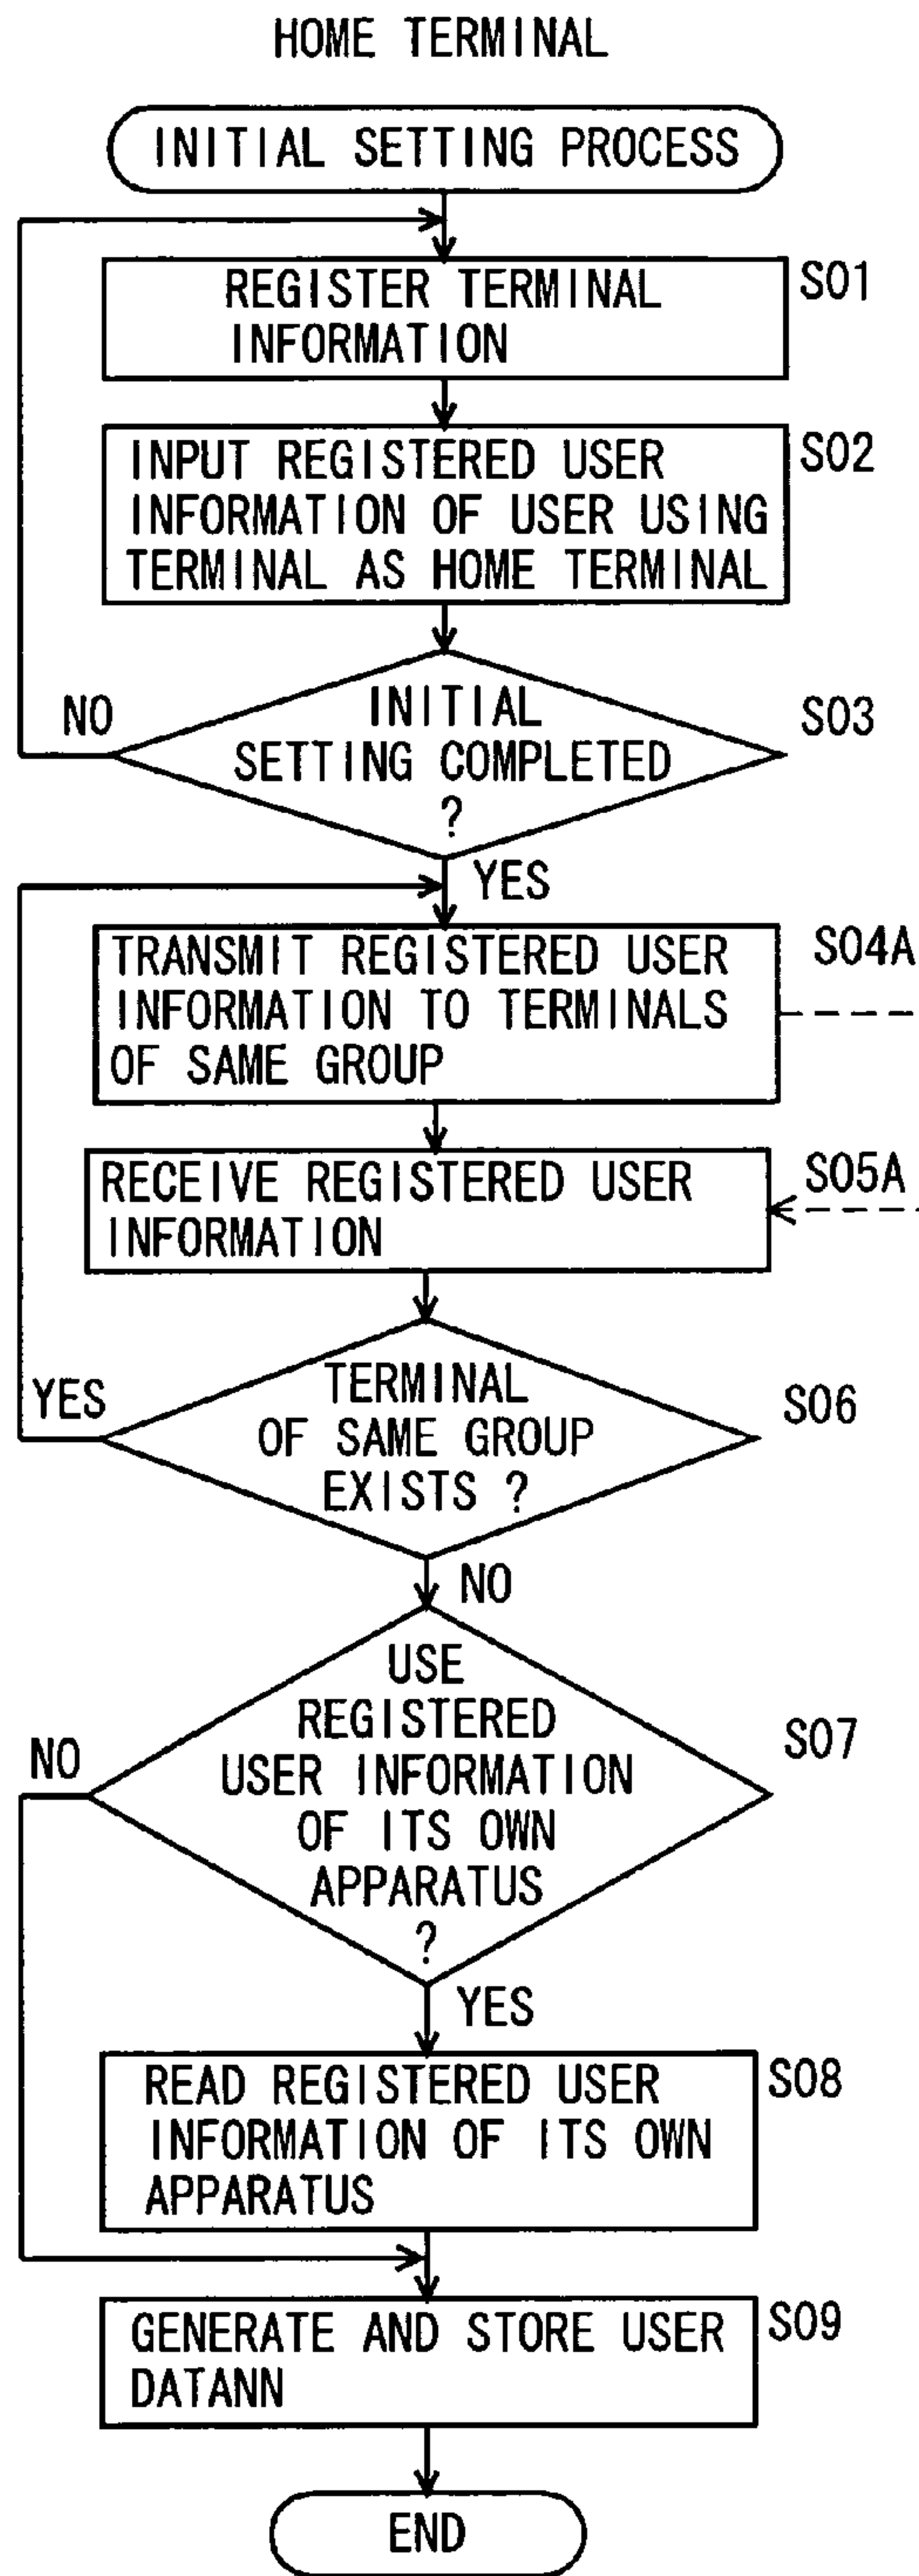 HOME TERMINAL
INITIAL SETTING PROCESS
REGISTER TERMINAL
INFORMATION
S01
INPUT REGISTERED USER
INFORMATION OF USER USING
TERMINAL AS HOME TERMINAL
S02
INITIAL
SETTING COMPLETED
?
NO
S03
YES
TRANSMIT REGISTERED USER
INFORMATION TO TERMINALS
OF SAME GROUP
S04A
RECEIVE REGISTERED USER
INFORMATION
S05A
TERMINAL
OF SAME GROUP
EXISTS ?
YES
S06
NO
USE
REGISTERED
USER INFORMATION
OF ITS OWN
APPARATUS
?
NO
S07
YES
READ REGISTERED USER
INFORMATION OF ITS OWN
APPARATUS
S08
GENERATE AND STORE USER
DATANN
S09
END